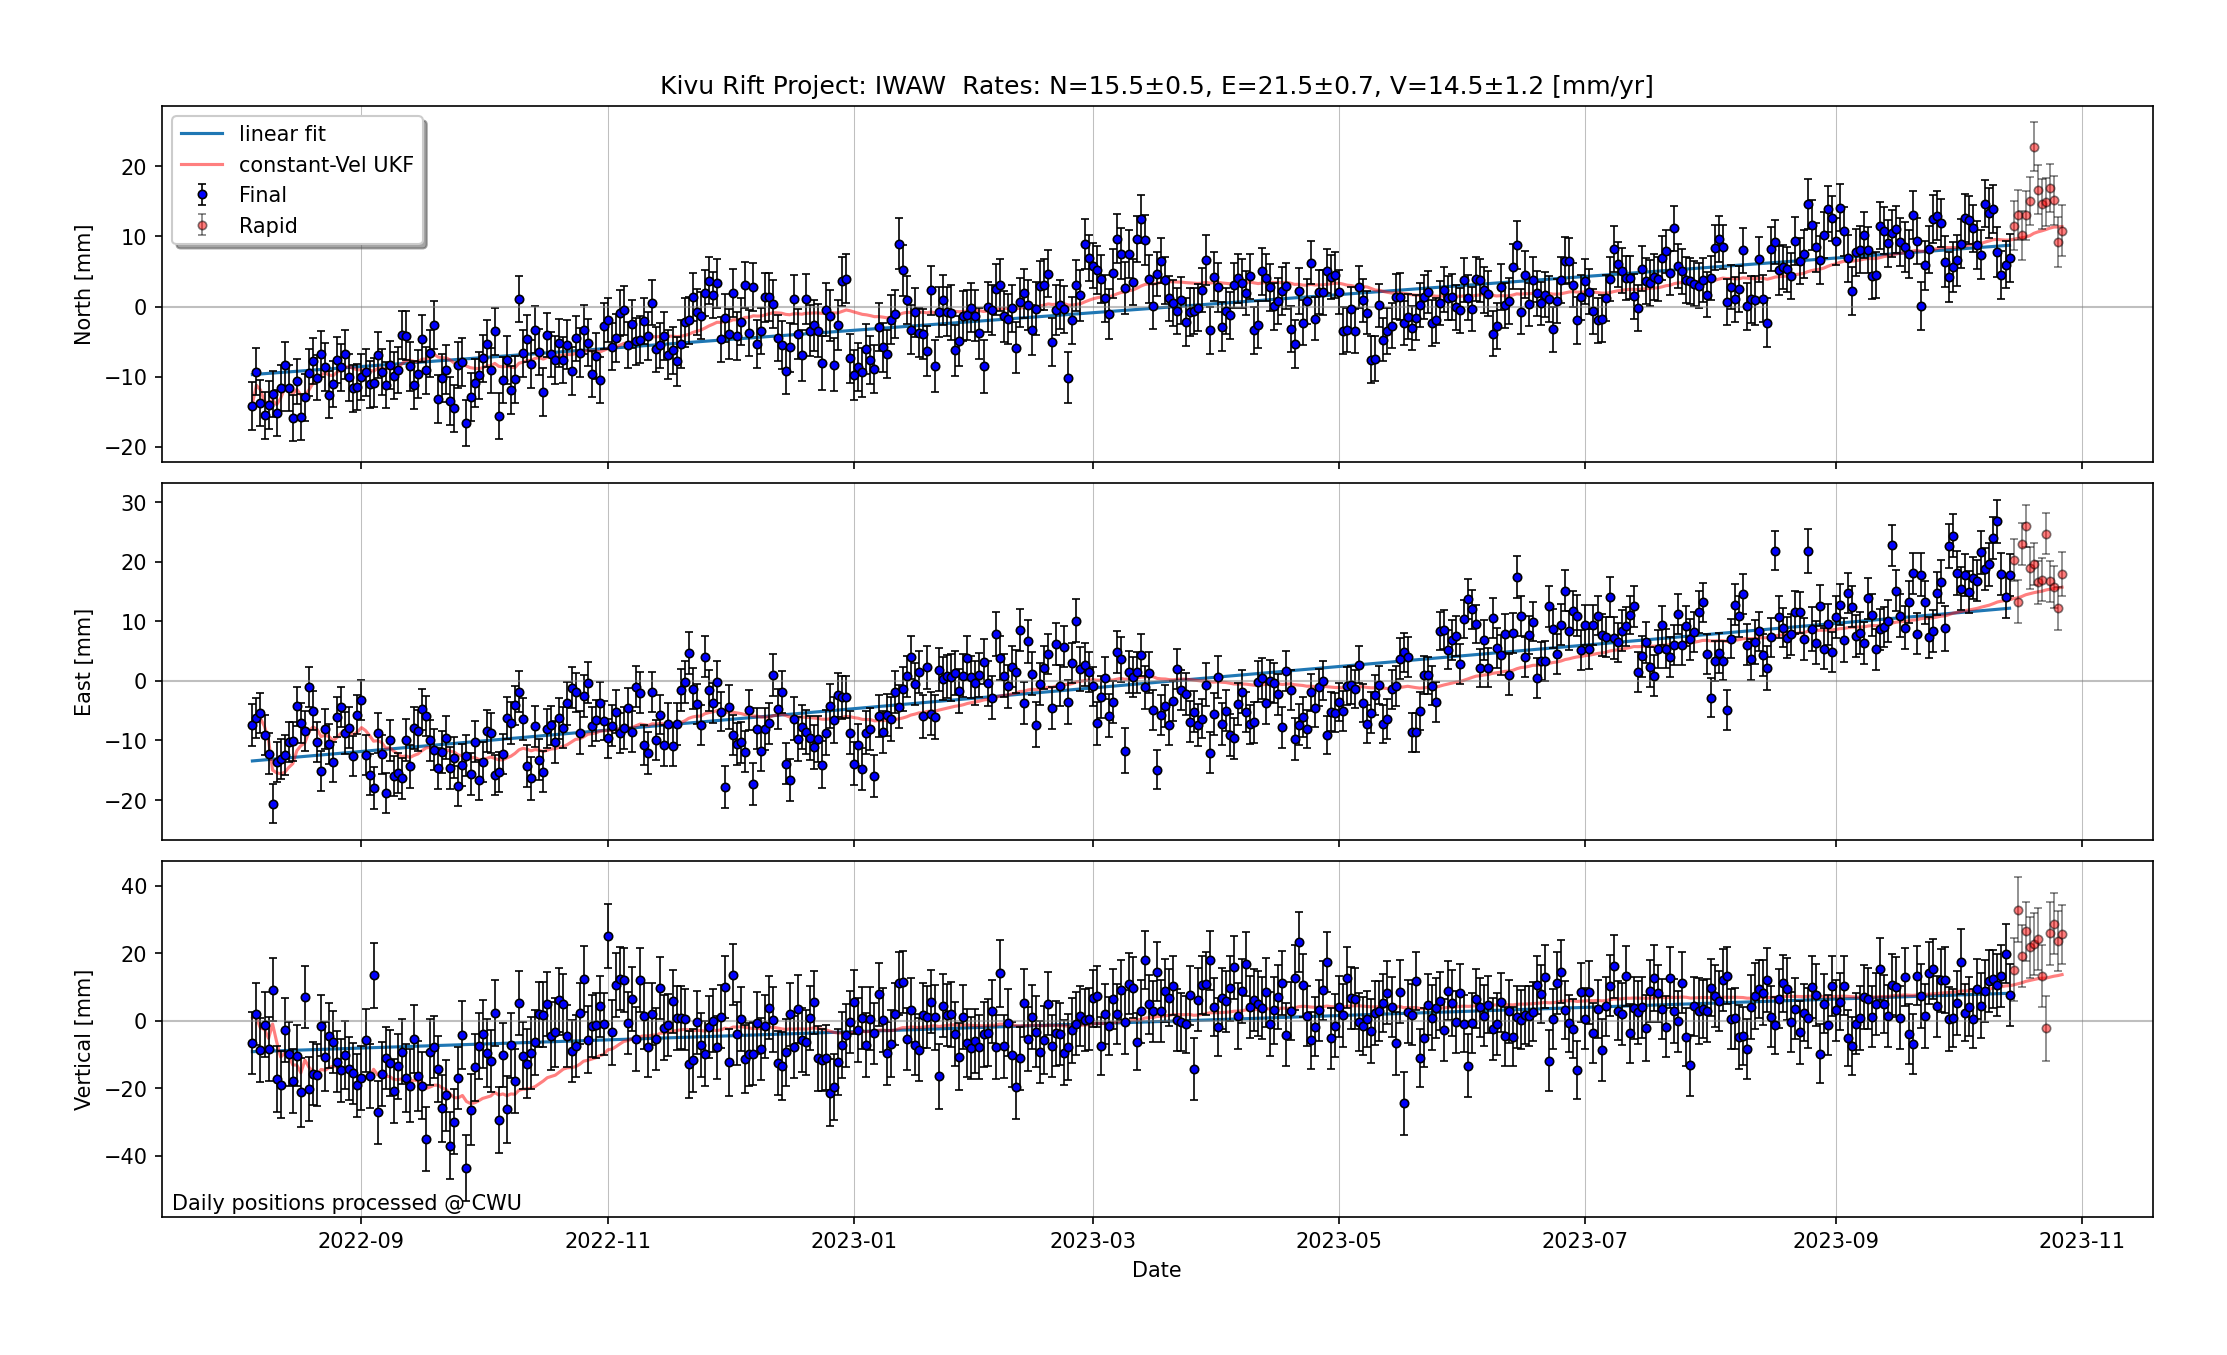 Kivu Rift Project: IWAW  Rates: N=15.5±0.5, E=21.5±0.7, V=14.5±1.2 [mm/yr]
linear fit
constant-Vel UKF
Final
Rapid
North [mm]
20
10
0
−10
−20
East [mm]
30
20
10
0
−10
−20
Vertical [mm]
40
20
0
−20
−40
Daily positions processed @ CWU
2022-09 2022-11 2023-01 2023-03 2023-05 2023-07 2023-09 2023-11
Date